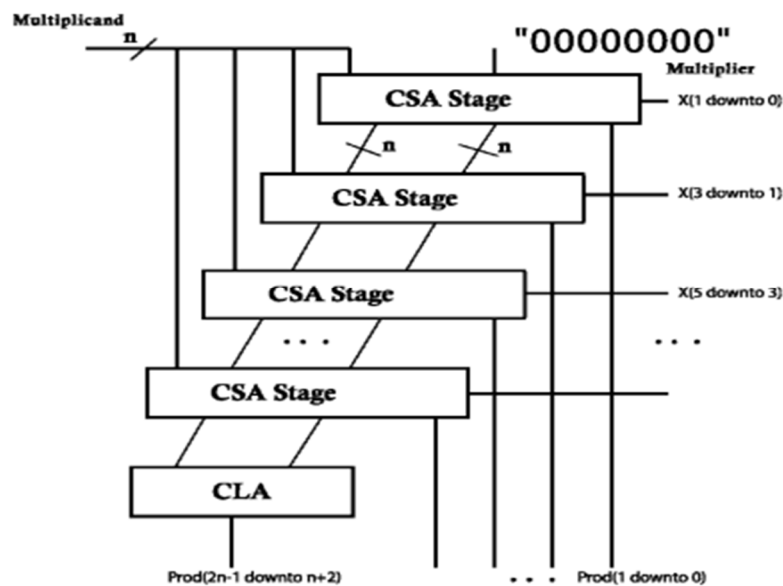 Multiplicand
n
"00000000"
Multiplier
CSA Stage
X(1 downto 0)
n
n
CSA Stage
X(3 downto 1)
CSA Stage
X(5 downto 3)
. . .
. . .
CSA Stage
CLA
Prod(2n-1 downto n+2)
. . .
Prod(1 downto 0)